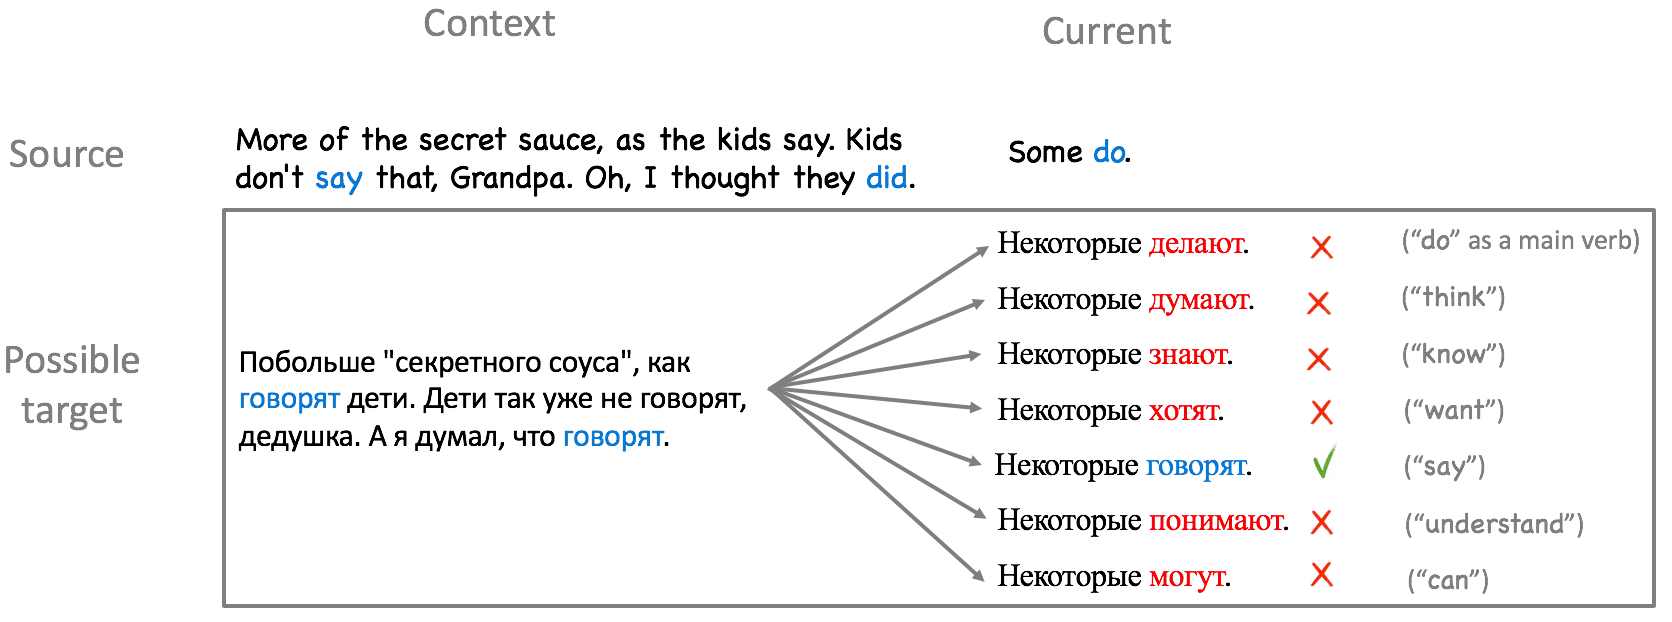 Context
Current
Source
More of the secret sauce, as the kids say. Kids
don't say that, Grandpa. Oh, I thought they did.
Some do.
Possible
target
Побольше "секретного соуса", как
говорят дети. Дети так уже не говорят,
дедушка. А я думал, что говорят.
Некоторые делают. ✗ (“do” as a main verb)
Некоторые думают. ✗ (“think”)
Некоторые знают. ✗ (“know”)
Некоторые хотят. ✗ (“want”)
Некоторые говорят. ✓ (“say”)
Некоторые понимают. ✗ (“understand”)
Некоторые могут. ✗ (“can”)